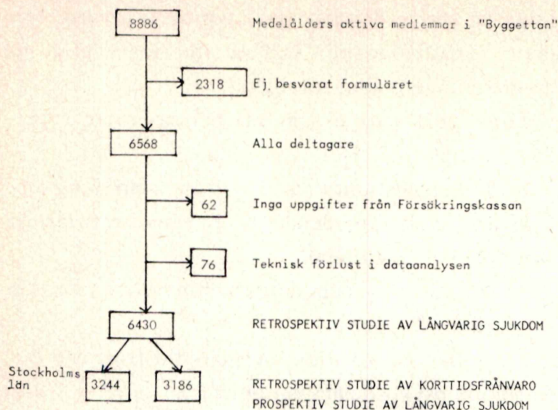 8886 Medelålders aktiva medlemmar i "Byggettan"
2318 Ej besvarat formuläret
6568 Alla deltagare
62 Inga uppgifter från Försökringskassan
76 Teknisk förlust i dataanalysen
6430 RETROSPEKTIV STUDIE AV LÅNGVARIG SJUKDOM
Stockholms
län
3244 3186 RETROSPEKTIV STUDIE AV KORTTIDSFRÅNVARO
PROSPEKTIV STUDIE AV LÅNGVARIG SJUKDOM